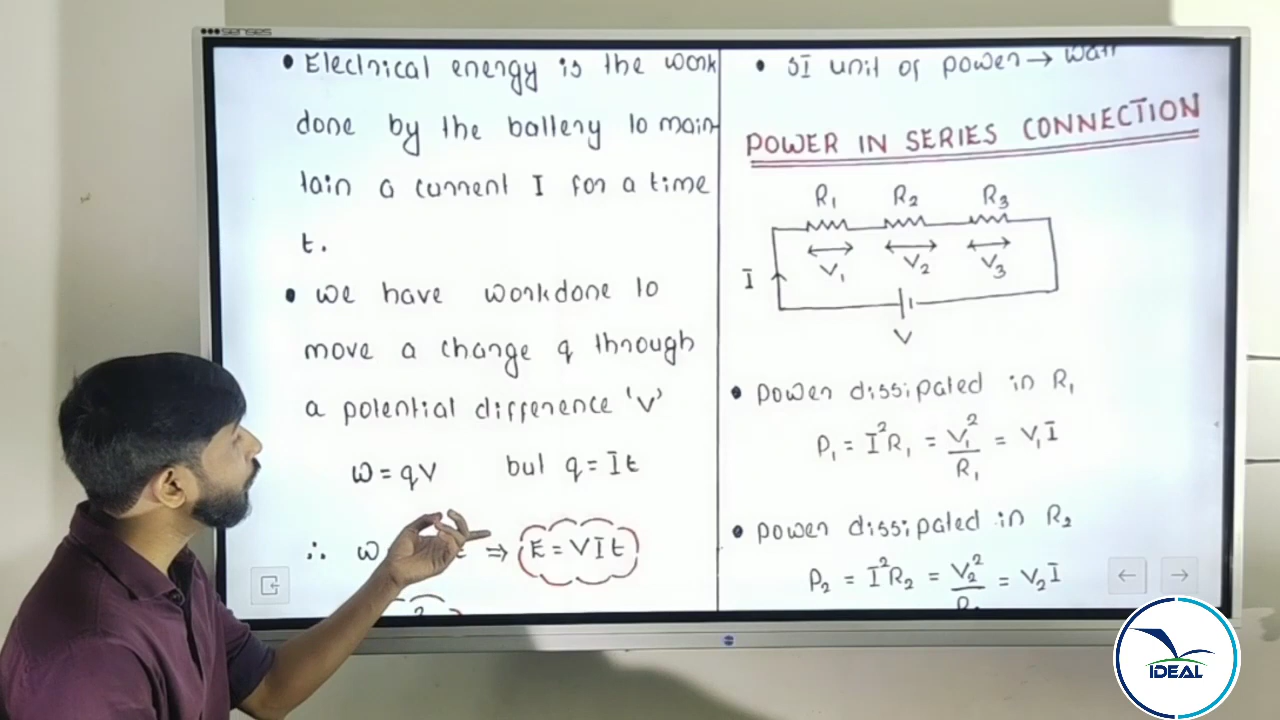 senses
• Electrical energy is the work
done by the battery to main
tain a current I for a time
t.
• We have workdone to
move a charge q through
a potential difference 'V'
W = qV but q = It
∴ W ⇒ E = VIt
2
• SI unit of power → watt
POWER IN SERIES CONNECTION
R₁ R₂ R₃
V₁ V₂ V₃
I
V
• Power dissipated in R₁
P₁ = I²R₁ = V₁²/R₁ = V₁I
• Power dissipated in R₂
P₂ = I²R₂ = V₂²/R₂ = V₂I
IDEAL